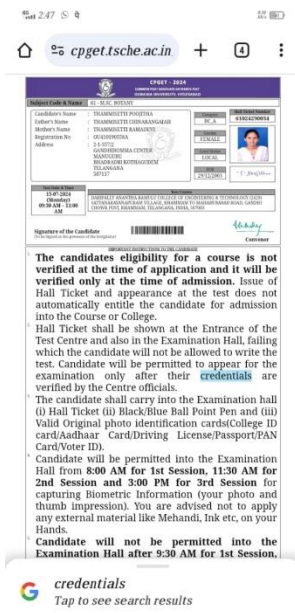 2:47
cpget.tsche.ac.in
4
CPGET - 2024
COMMON POST GRADUATE ENTRANCE TEST
OSMANIA UNIVERSITY, HYDERABAD
Subject Code & Name 01 - M.SC. BOTANY
Candidate's Name : THAMMISETTI POOJITHA
Father's Name : THAMMISETTI CHINARANGAIAH
Mother's Name : THAMMISETTI RAMADEVI
Registration No
Address : 2-1-357/2
GANDHIBOMMA CENTER
MANUGURU
BHADRADRI KOTHAGUDEM
TELANGANA
507117
Category
BC_A
FEMALE
LOCAL
DOB
29/12/2003
Hall Ticket Number
61024290054
15-07-2024
(Monday)
09:30 AM - 11:00
AM
Test Centre
Signature of the Candidate
Convener
IMPORTANT INSTRUCTIONS TO THE CANDIDATE
The candidates eligibility for a course is not
verified at the time of application and it will be
verified only at the time of admission. Issue of
Hall Ticket and appearance at the test does not
automatically entitle the candidate for admission
into the Course or College.
Hall Ticket shall be shown at the Entrance of the
Test Centre and also in the Examination Hall, failing
which the candidate will not be allowed to write the
test. Candidate will be permitted to appear for the
examination only after their credentials are
verified by the Centre officials.
The candidate shall carry into the Examination hall
(i) Hall Ticket (ii) Black/Blue Ball Point Pen and (iii)
Valid Original photo identification cards(College ID
card/Aadhaar Card/Driving License/Passport/PAN
Card/Voter ID).
Candidate will be permitted into the Examination
Hall from 8:00 AM for 1st Session, 11:30 AM for
2nd Session and 3:00 PM for 3rd Session for
capturing Biometric Information (your photo and
thumb impression). You are advised not to apply
any external material like Mehandi, Ink etc, on your
Hands.
Candidate will not be permitted into the
Examination Hall after 9:30 AM for 1st Session,
credentials
Tap to see search results